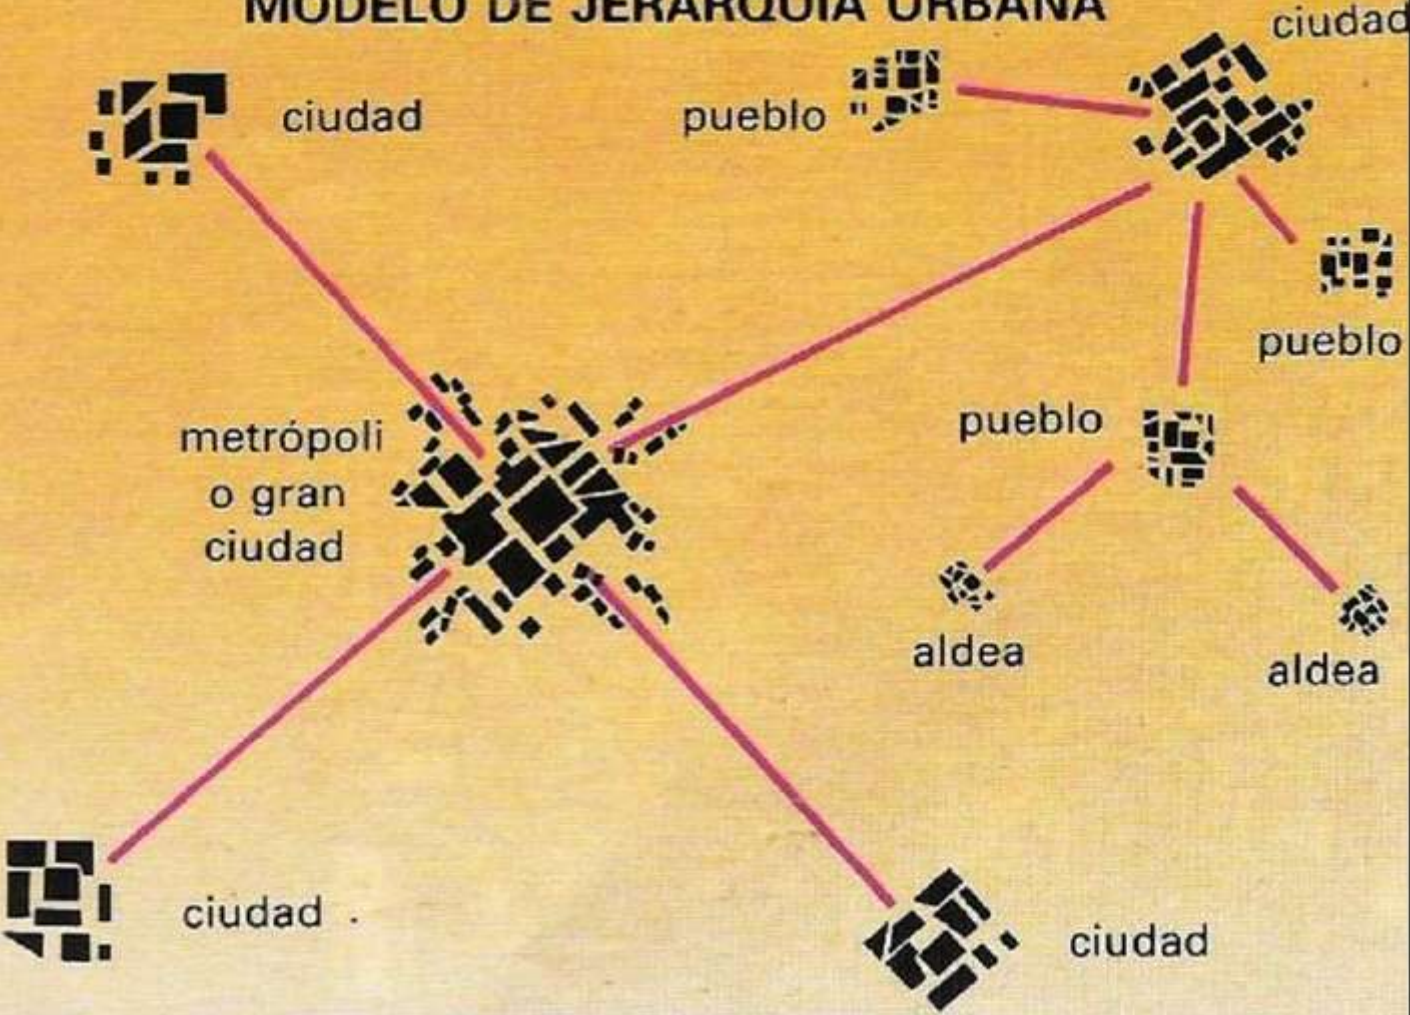 MODELO DE JERARQUIA URBANA
ciudad
ciudad
pueblo
pueblo
metrópoli
o gran
ciudad
pueblo
aldea
aldea
ciudad
ciudad